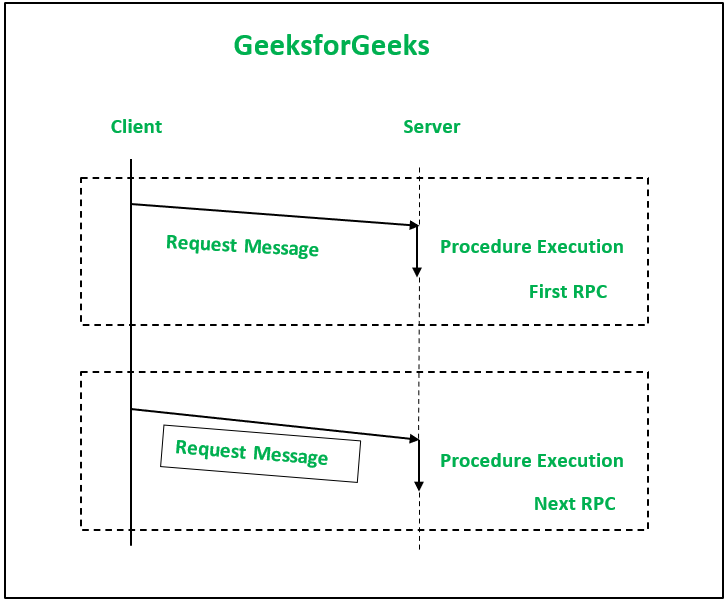 GeeksforGeeks
Client
Server
Request Message
Procedure Execution
First RPC
Request Message
Procedure Execution
Next RPC